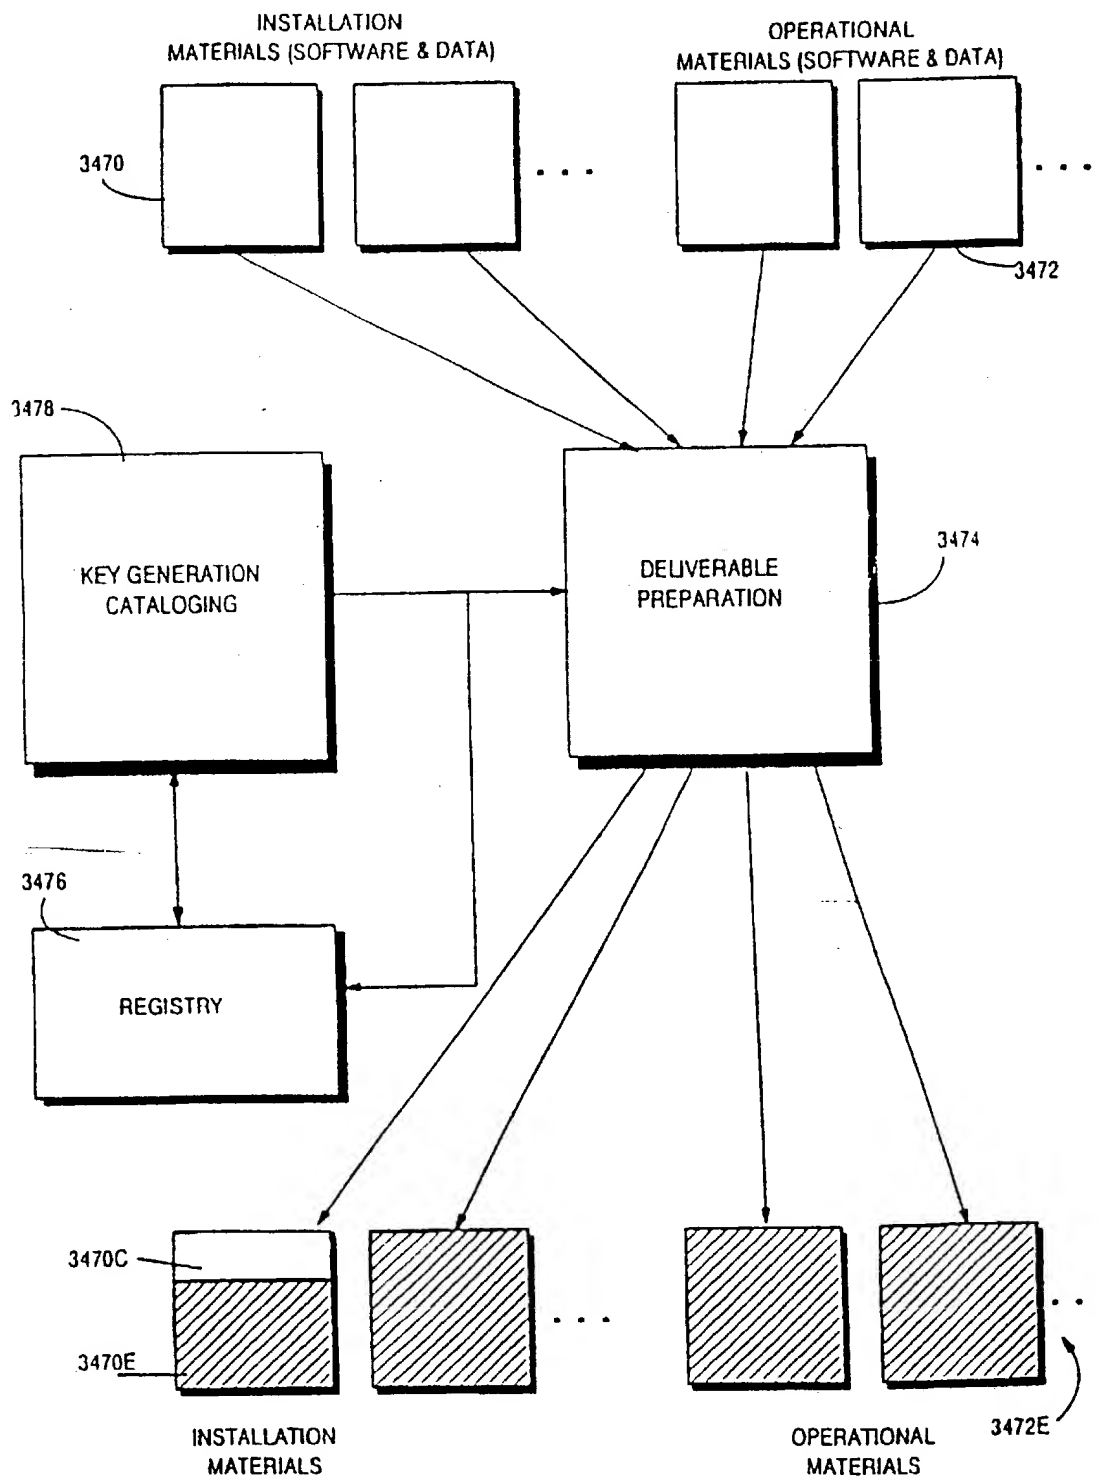 INSTALLATION
MATERIALS (SOFTWARE & DATA)
OPERATIONAL
MATERIALS (SOFTWARE & DATA)
3470
3472
3478
KEY GENERATION
CATALOGING
DELIVERABLE
PREPARATION
3474
3476
REGISTRY
3470C
3470E
3472E
INSTALLATION
MATERIALS
OPERATIONAL
MATERIALS